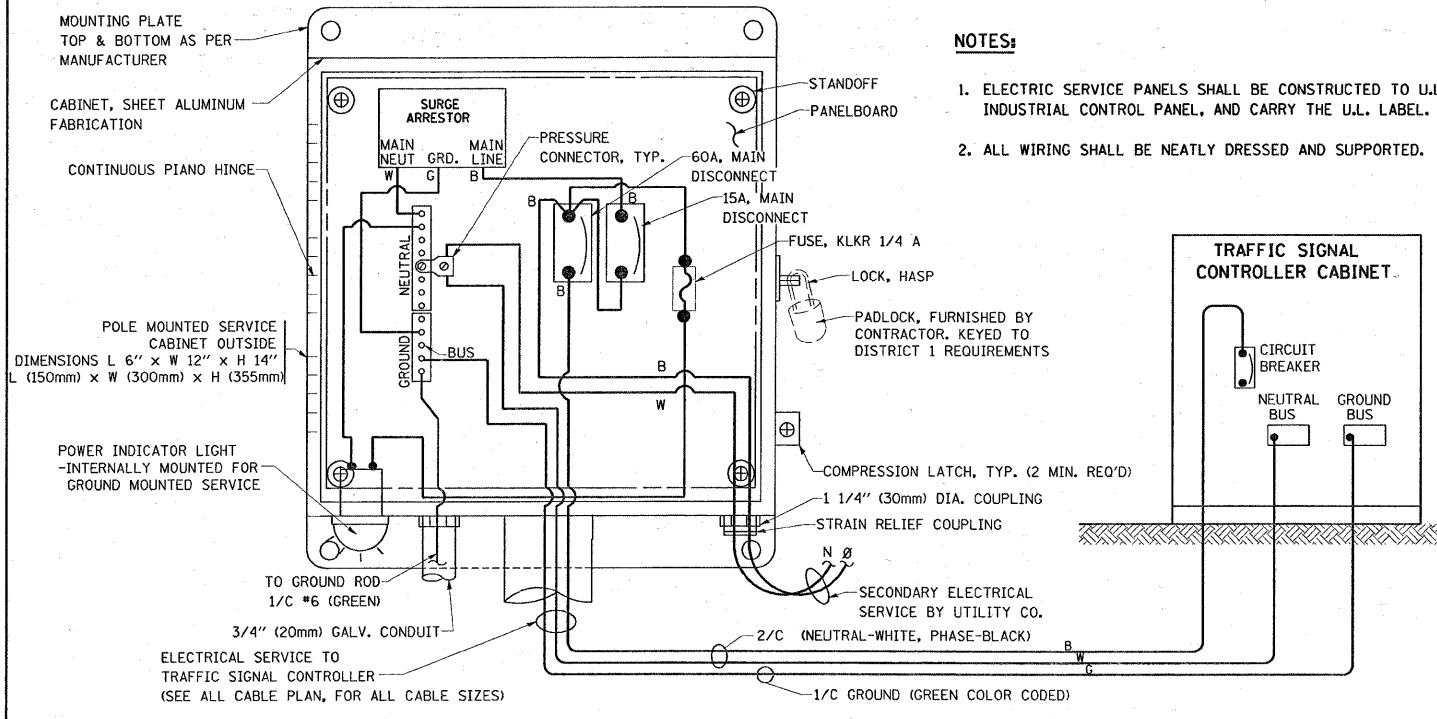 MOUNTING PLATE
TOP & BOTTOM AS PER
MANUFACTURER
CABINET, SHEET ALUMINUM
FABRICATION
CONTINUOUS PIANO HINGE
POLE MOUNTED SERVICE
CABINET OUTSIDE
DIMENSIONS L 6" x W 12" x H 14"
L (150mm) x W (300mm) x H (355mm)
POWER INDICATOR LIGHT
-INTERNALLY MOUNTED FOR
GROUND MOUNTED SERVICE
SURGE
ARRESTOR
MAIN
NEUT
GRD.
MAIN
LINE
W
G
B
NEUTRAL
GROUND
BUS
PRESSURE
CONNECTOR, TYP.
STANDOFF
PANELBOARD
60A, MAIN
DISCONNECT
15A, MAIN
DISCONNECT
B
B
B
FUSE, KLKR 1/4 A
LOCK, HASP
PADLOCK, FURNISHED BY
CONTRACTOR. KEYED TO
DISTRICT 1 REQUIREMENTS
B
W
COMPRESSION LATCH, TYP. (2 MIN. REQ'D)
1 1/4" (30mm) DIA. COUPLING
STRAIN RELIEF COUPLING
N Ø
SECONDARY ELECTRICAL
SERVICE BY UTILITY CO.
TO GROUND ROD
1/C #6 (GREEN)
3/4" (20mm) GALV. CONDUIT
ELECTRICAL SERVICE TO
TRAFFIC SIGNAL CONTROLLER
(SEE ALL CABLE PLAN, FOR ALL CABLE SIZES)
2/C (NEUTRAL-WHITE, PHASE-BLACK)
B
W
G
1/C GROUND (GREEN COLOR CODED)
NOTES:
1. ELECTRIC SERVICE PANELS SHALL BE CONSTRUCTED TO U.L
INDUSTRIAL CONTROL PANEL, AND CARRY THE U.L. LABEL.
2. ALL WIRING SHALL BE NEATLY DRESSED AND SUPPORTED.
TRAFFIC SIGNAL
CONTROLLER CABINET
CIRCUIT
BREAKER
NEUTRAL
BUS
GROUND
BUS